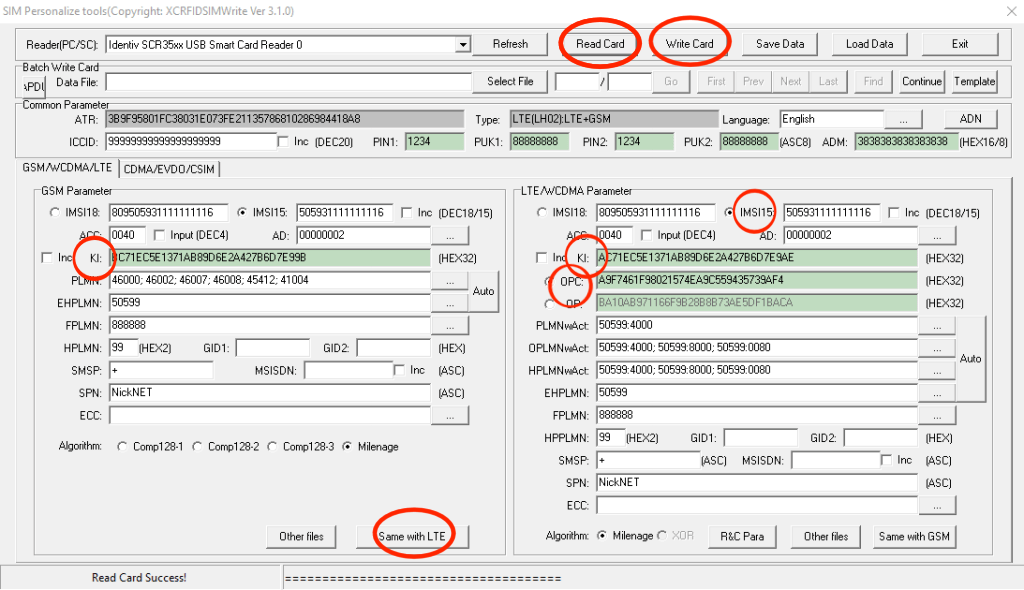 SIM Personalize tools(Copyright: XCRFIDSIMWrite Ver 3.1.0)
Reader(PC/SC): Identiv SCR35xx USB Smart Card Reader 0 Refresh Read Card Write Card Save Data Load Data Exit
Batch Write Card
Data File: Select File / Go First Prev Next Last Find Continue Template
Common Parameter
ATR: 3B9F95801FC38031E073FE21135786810286984418A8 Type: LTE(LH02):LTE+GSM Language: English ... ADN
ICCID: 99999999999999999999 Inc (DEC20) PIN1: 1234 PUK1: 88888888 PIN2: 1234 PUK2: 88888888 (ASC8) ADM: 3838383838383838 (HEX16/8)
GSM/WCDMA/LTE CDMA/EVDO/CSIM
GSM Parameter
IMSI18: 809505931111111116 IMSI15: 505931111111116 Inc (DEC18/15)
ACC: 0040 Input (DEC4) AD: 00000002 ...
Inc KI: BC71EC5E1371AB89D6E2A427B6D7E99B (HEX32)
PLMN: 46000; 46002; 46007; 46008; 45412; 41004 ... Auto
EHPLMN: 50599 ...
FPLMN: 888888 ...
HPLMN: 99 (HEX2) GID1: GID2: (HEX)
SMSP: + MSISDN: Inc (ASC)
SPN: NickNET (ASC)
ECC: ...
Algorithm: Comp128-1 Comp128-2 Comp128-3 Milenage
Other files Same with LTE
LTE/WCDMA Parameter
IMSI18: 809505931111111116 IMSI15: 505931111111116 Inc (DEC18/15)
ACC: 0040 Input (DEC4) AD: 00000002 ...
Inc KI: AC71EC5E1371AB89D6E2A427B6D7E9AE (HEX32)
OPC: A9F7461F98021574EA9C559435739AF4 (HEX32)
OP: BA10AB971166F9B28B8B73AE5DF1BACA (HEX32)
PLMNwAct: 50599:4000 ... Auto
OPLMNwAct: 50599:4000; 50599:8000; 50599:0080 ...
HPLMNwAct: 50599:4000; 50599:8000; 50599:0080 ...
EHPLMN: 50599 ...
FPLMN: 888888 ...
HPPLMN: 99 (HEX2) GID1: GID2: (HEX)
SMSP: + (ASC) MSISDN: Inc (ASC)
SPN: NickNET (ASC)
ECC: ...
Algorithm: Milenage XOR R&C Para Other files Same with GSM
Read Card Success! =====================================